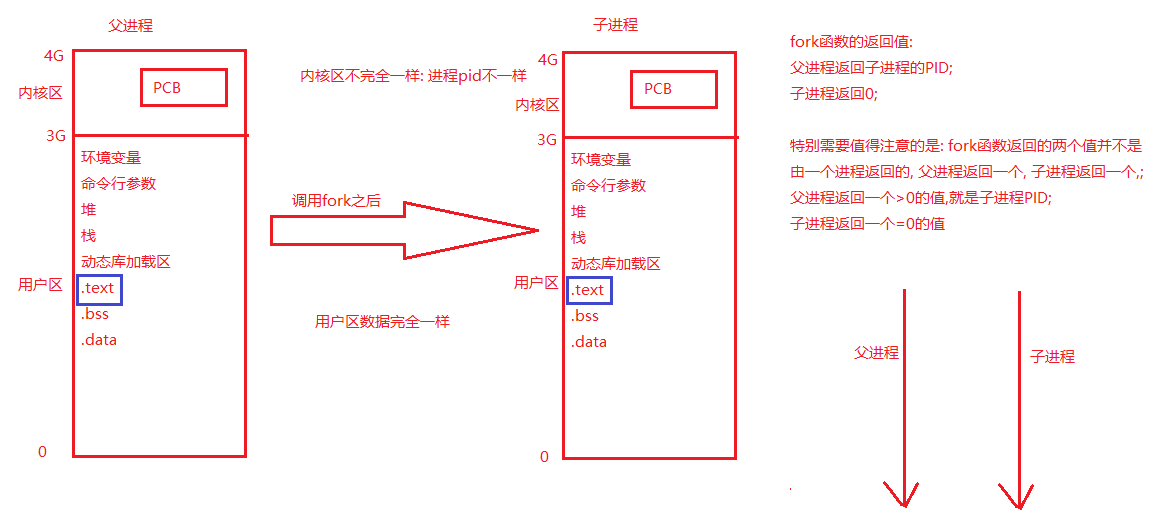 父进程
4G
PCB
内核区
3G
环境变量
命令行参数
堆
栈
动态库加载区
用户区
.text
.bss
.data
0
内核区不完全一样: 进程pid不一样
调用fork之后
用户区数据完全一样
子进程
4G
PCB
内核区
3G
环境变量
命令行参数
堆
栈
动态库加载区
用户区
.text
.bss
.data
0
fork函数的返回值:
父进程返回子进程的PID;
子进程返回0;
特别需要值得注意的是: fork函数返回的两个值并不是
由一个进程返回的, 父进程返回一个, 子进程返回一个,;
父进程返回一个>0的值,就是子进程PID;
子进程返回一个=0的值
父进程
子进程